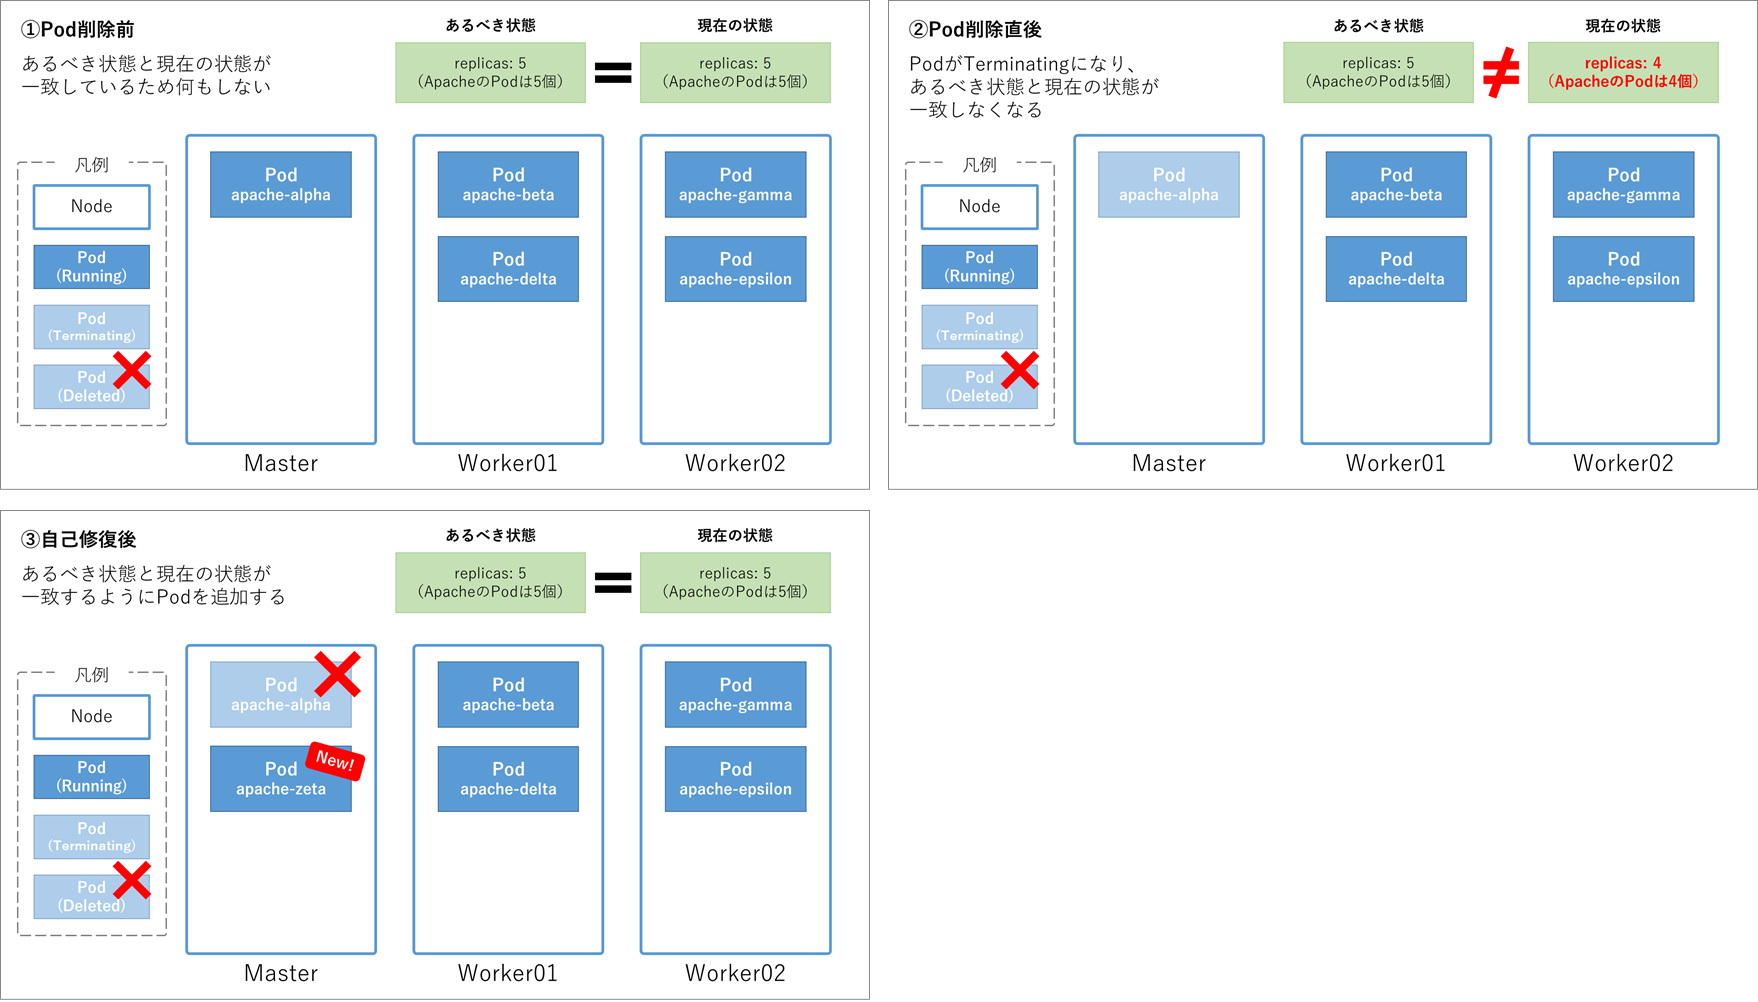 ①Pod削除前
あるべき状態と現在の状態が
一致しているため何もしない
あるべき状態
replicas: 5
（ApacheのPodは5個）
=
現在の状態
replicas: 5
（ApacheのPodは5個）
凡例
Node
Pod
(Running)
Pod
(Terminating)
Pod
(Deleted)
Pod
apache-alpha
Master
Pod
apache-beta
Pod
apache-delta
Worker01
Pod
apache-gamma
Pod
apache-epsilon
Worker02
②Pod削除直後
PodがTerminatingになり、
あるべき状態と現在の状態が
一致しなくなる
あるべき状態
replicas: 5
（ApacheのPodは5個）
≠
現在の状態
replicas: 4
（ApacheのPodは4個）
凡例
Node
Pod
(Running)
Pod
(Terminating)
Pod
(Deleted)
Pod
apache-alpha
Master
Pod
apache-beta
Pod
apache-delta
Worker01
Pod
apache-gamma
Pod
apache-epsilon
Worker02
③自己修復後
あるべき状態と現在の状態が
一致するようにPodを追加する
あるべき状態
replicas: 5
（ApacheのPodは5個）
=
現在の状態
replicas: 5
（ApacheのPodは5個）
凡例
Node
Pod
(Running)
Pod
(Terminating)
Pod
(Deleted)
Pod
apache-alpha
New!
Pod
apache-zeta
Master
Pod
apache-beta
Pod
apache-delta
Worker01
Pod
apache-gamma
Pod
apache-epsilon
Worker02